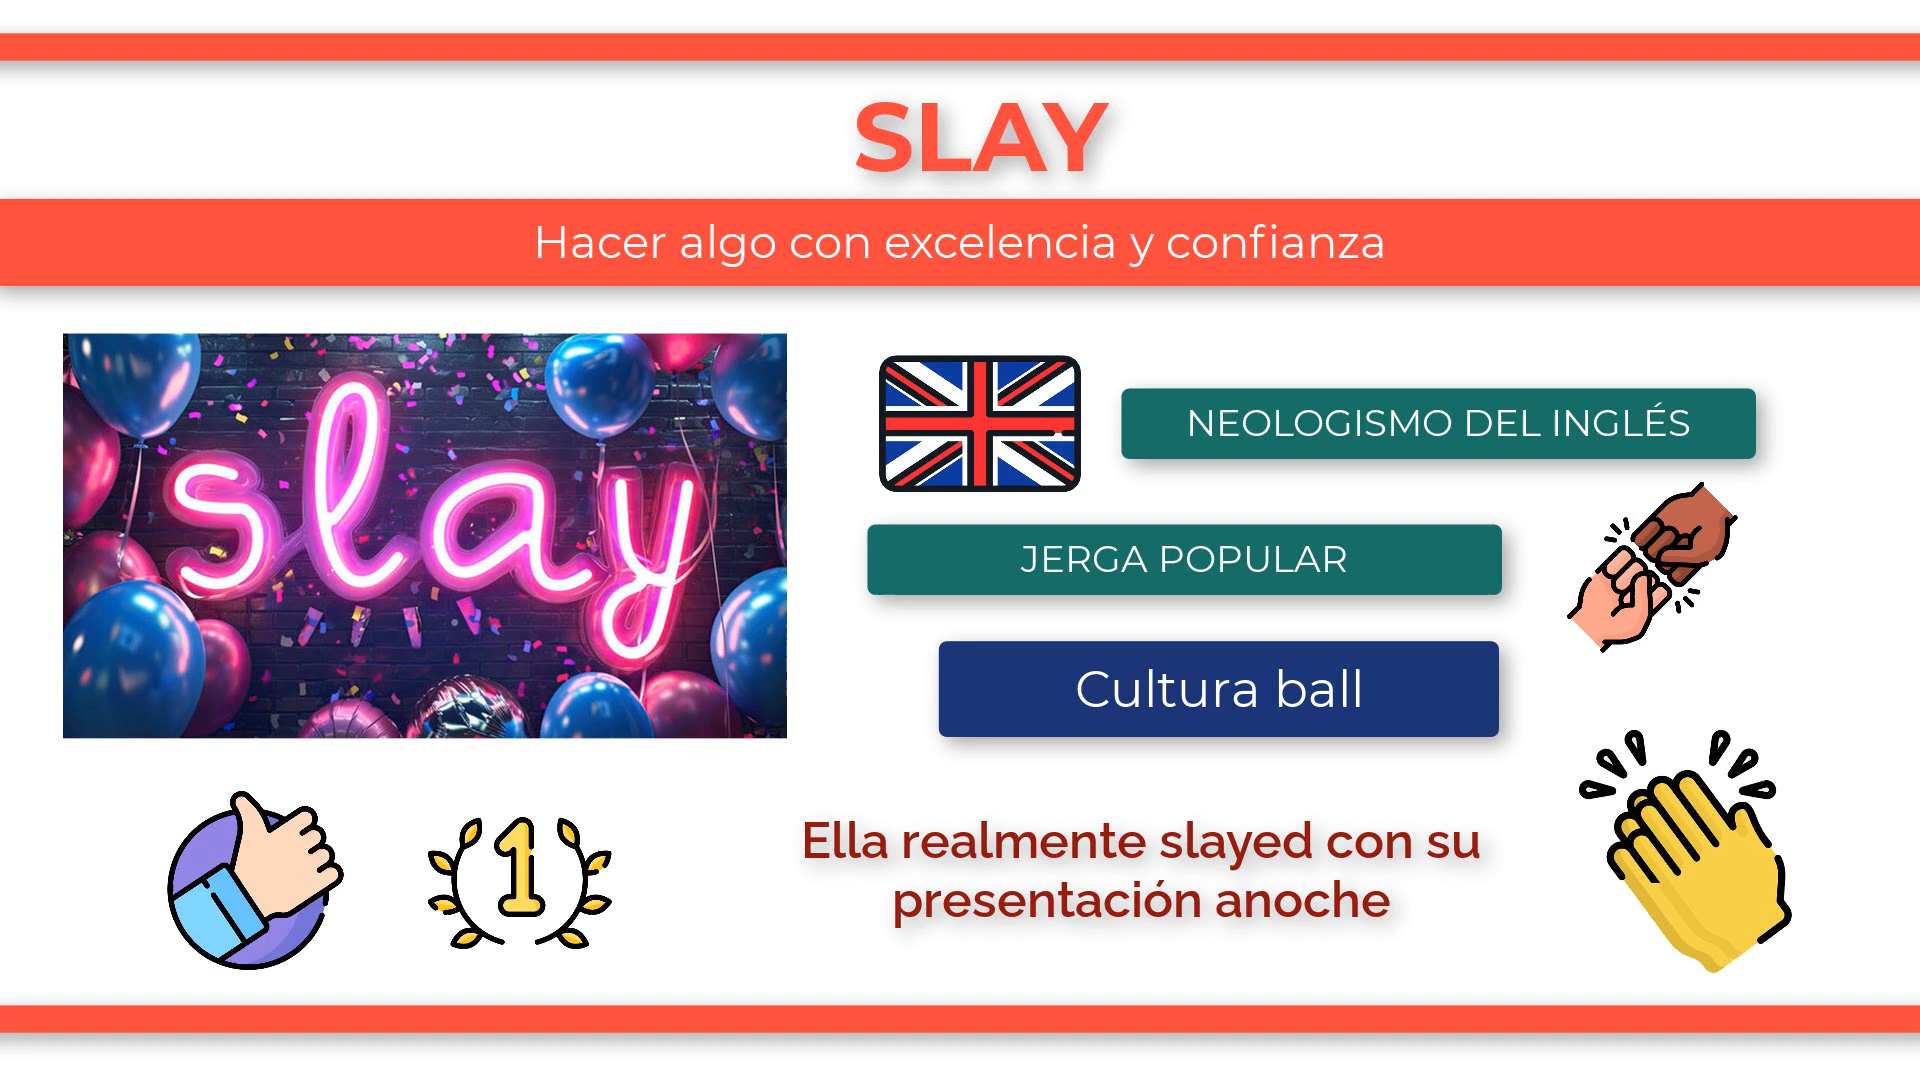 SLAY
Hacer algo con excelencia y confianza
slay
NEOLOGISMO DEL INGLÉS
JERGA POPULAR
Cultura ball
1
Ella realmente slayed con su
presentación anoche